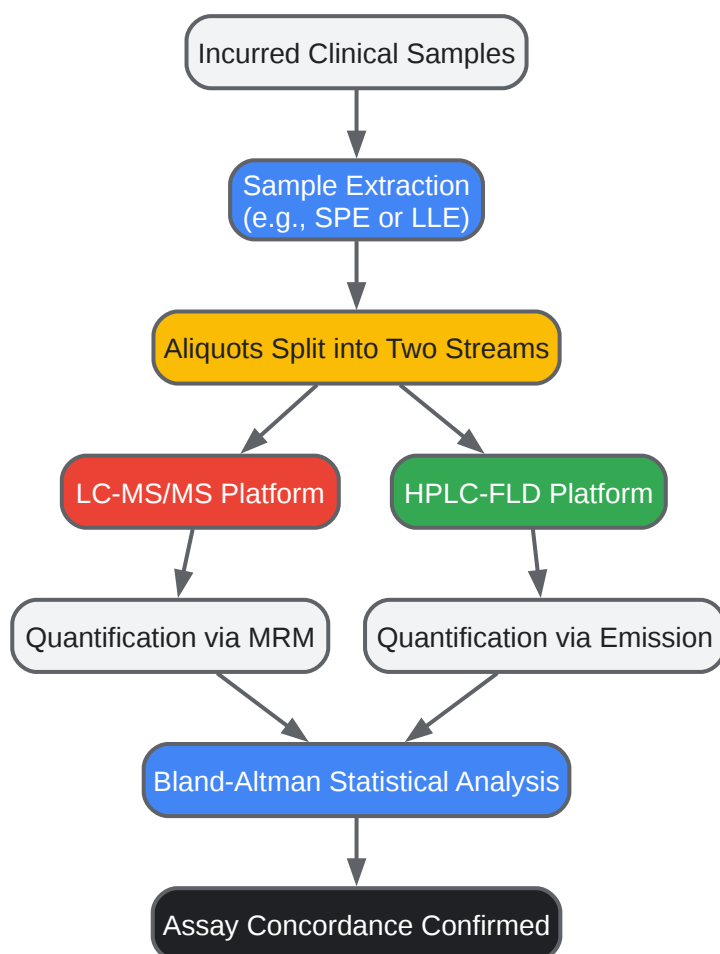 Incurred Clinical Samples
Sample Extraction
(e.g., SPE or LLE)
Aliquots Split into Two Streams
LC-MS/MS Platform
HPLC-FLD Platform
Quantification via MRM
Quantification via Emission
Bland-Altman Statistical Analysis
Assay Concordance Confirmed